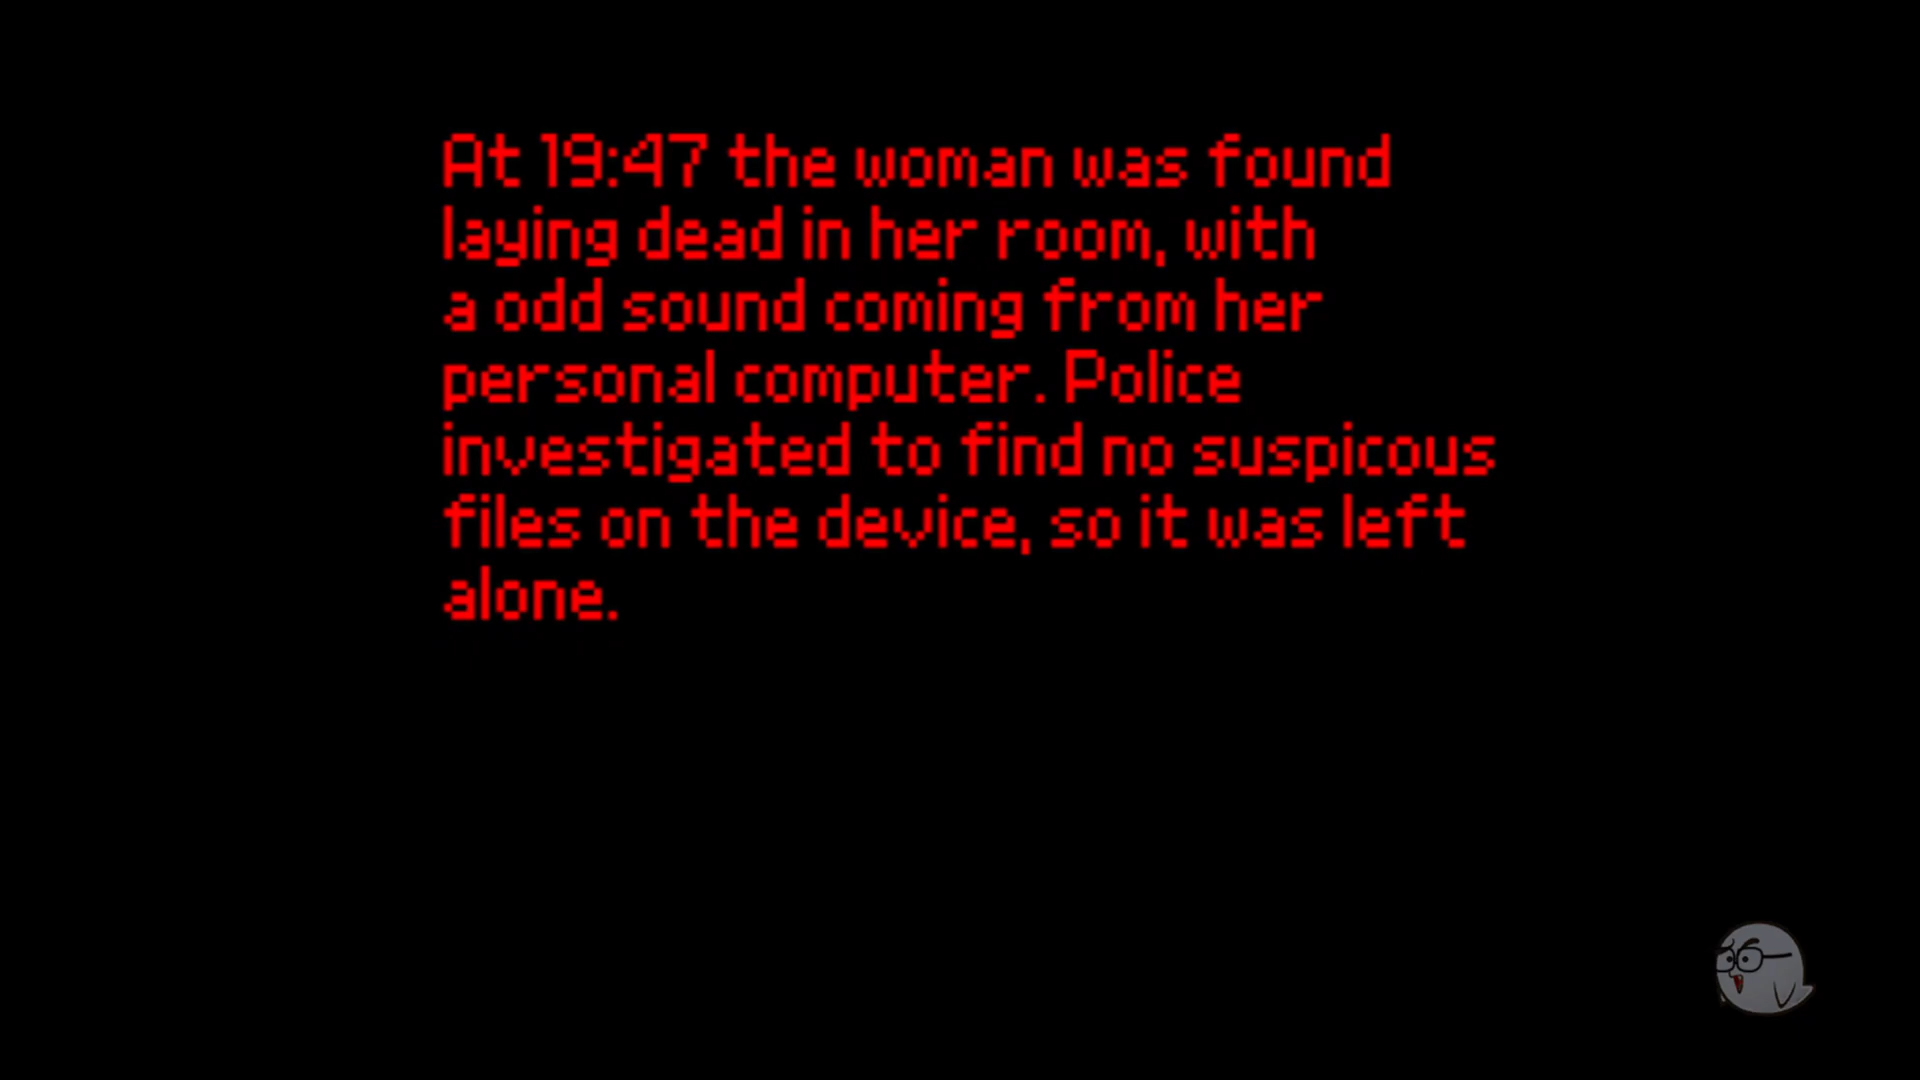 At 19:47 the woman was found
laying dead in her room, with
a odd sound coming from her
personal computer. Police
investigated to find no suspicous
files on the device, so it was left
alone.